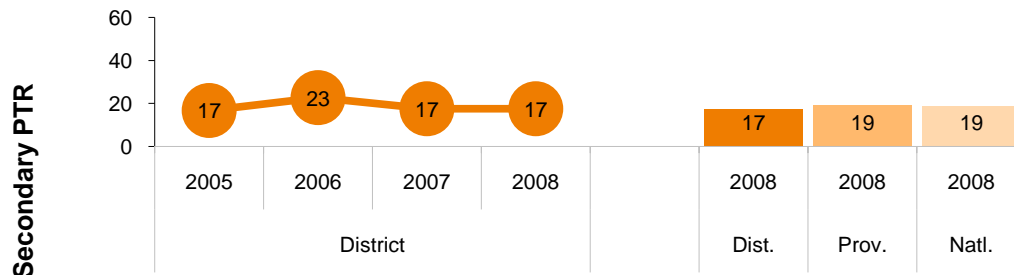 Secondary PTR
60
40
20
0
17 23 17 17 17 19 19
2005 2006 2007 2008 2008 2008 2008
District Dist. Prov. Natl.